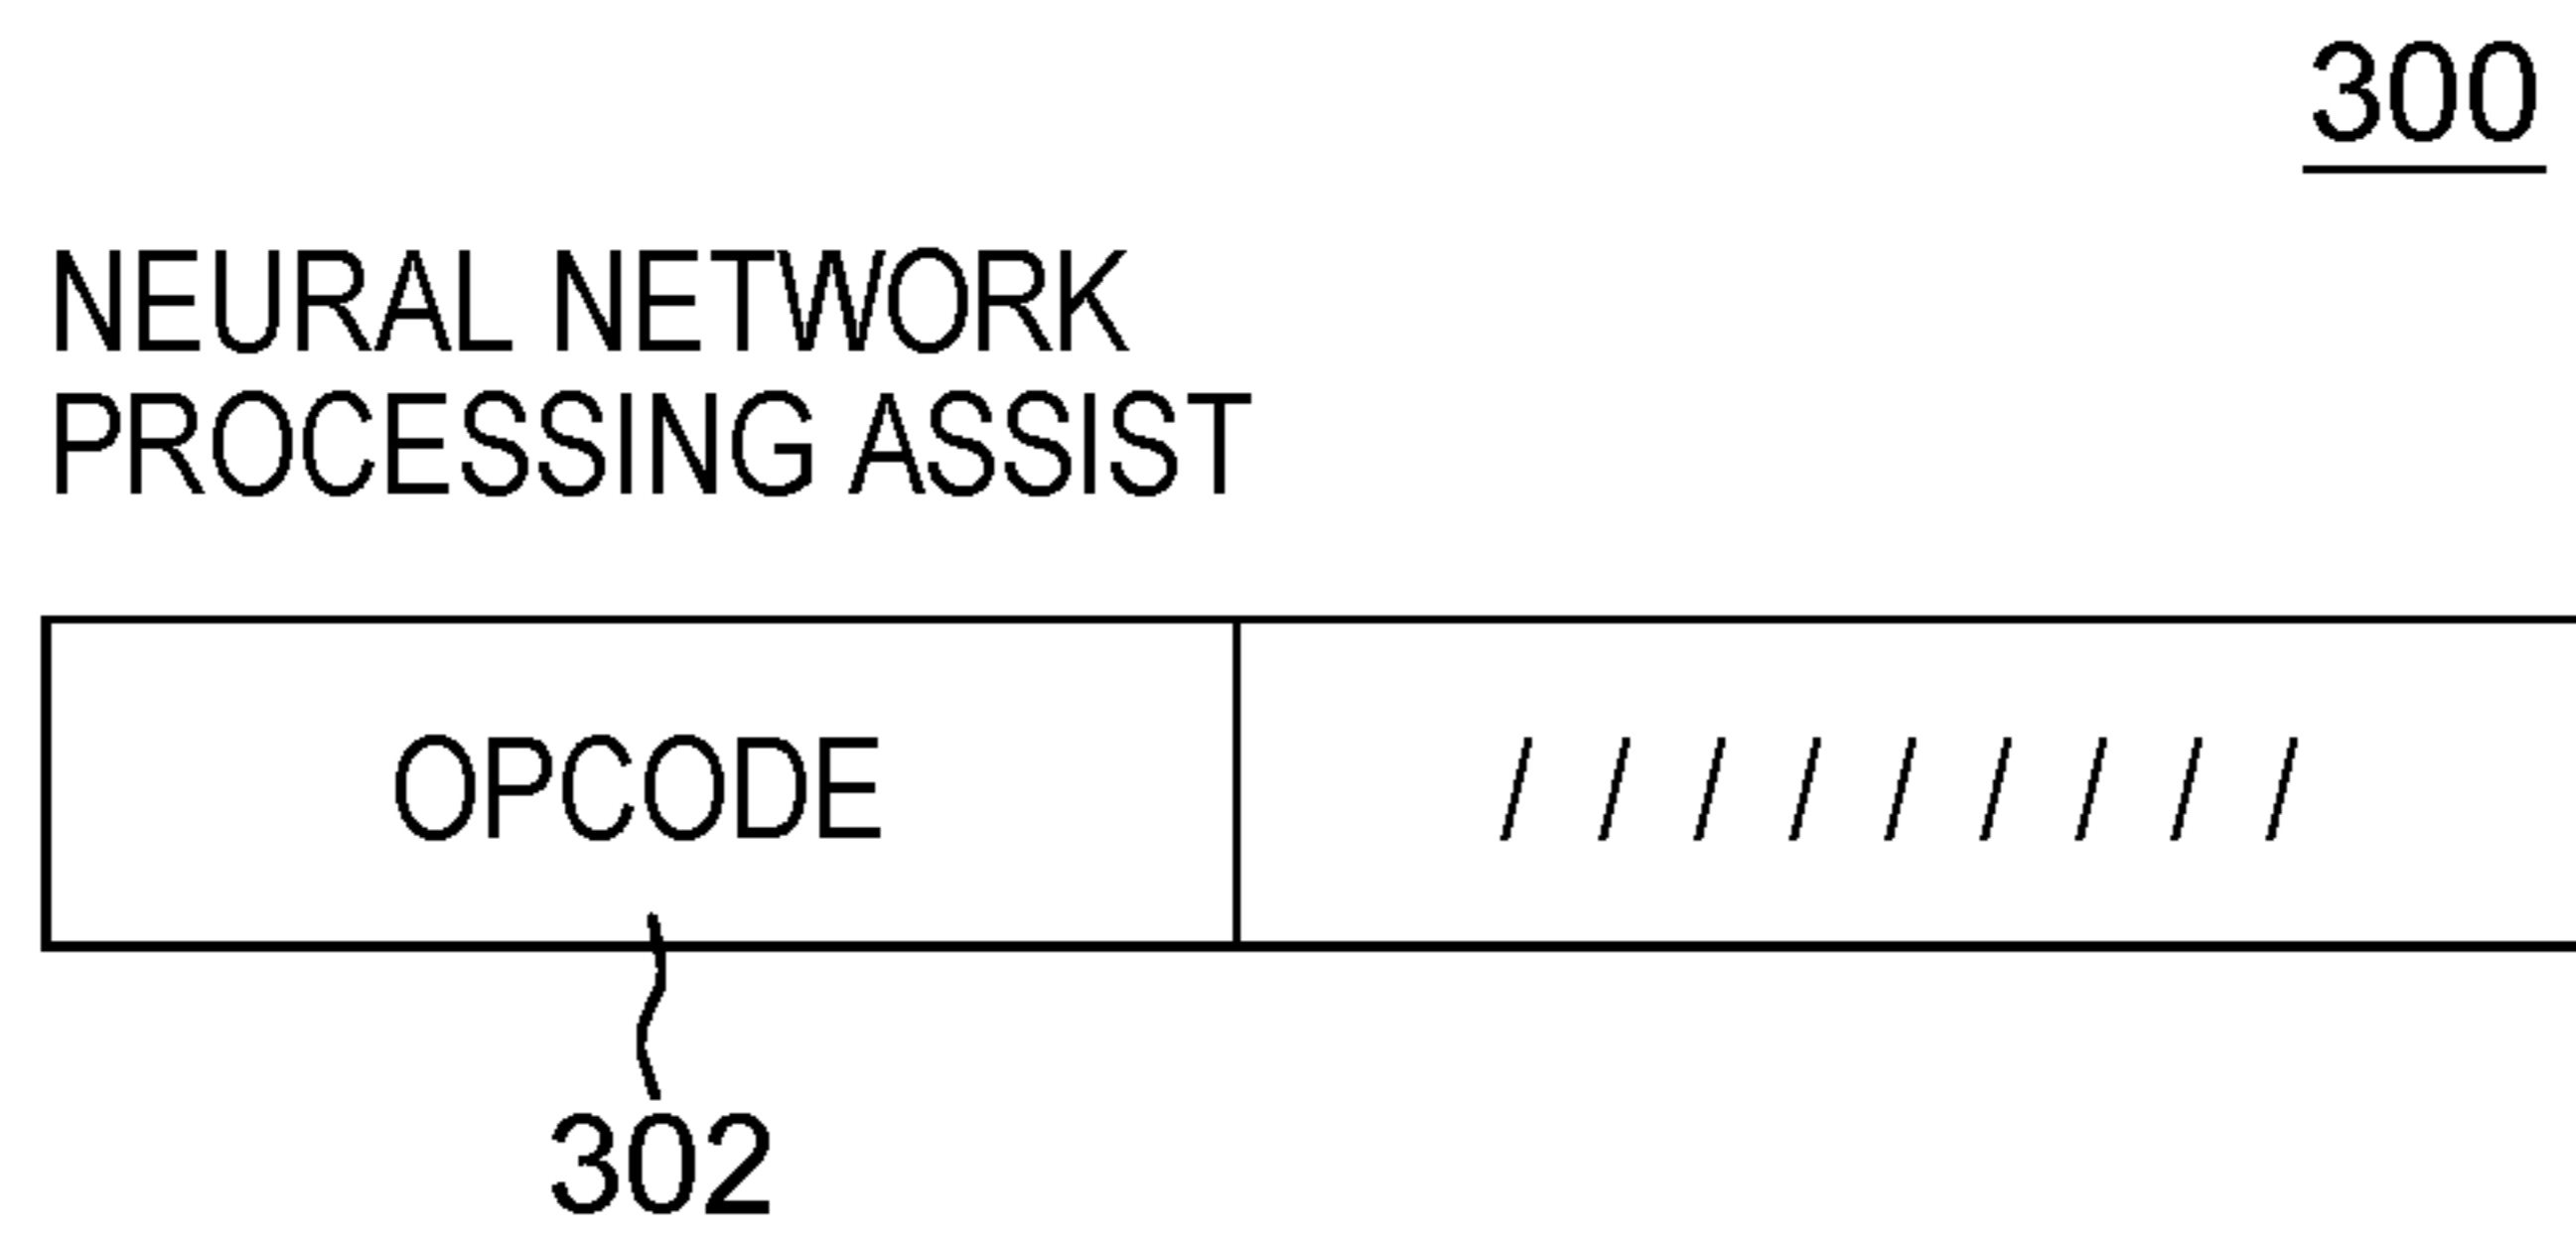 300
NEURAL NETWORK
PROCESSING ASSIST
OPCODE / / / / / / / / /
302